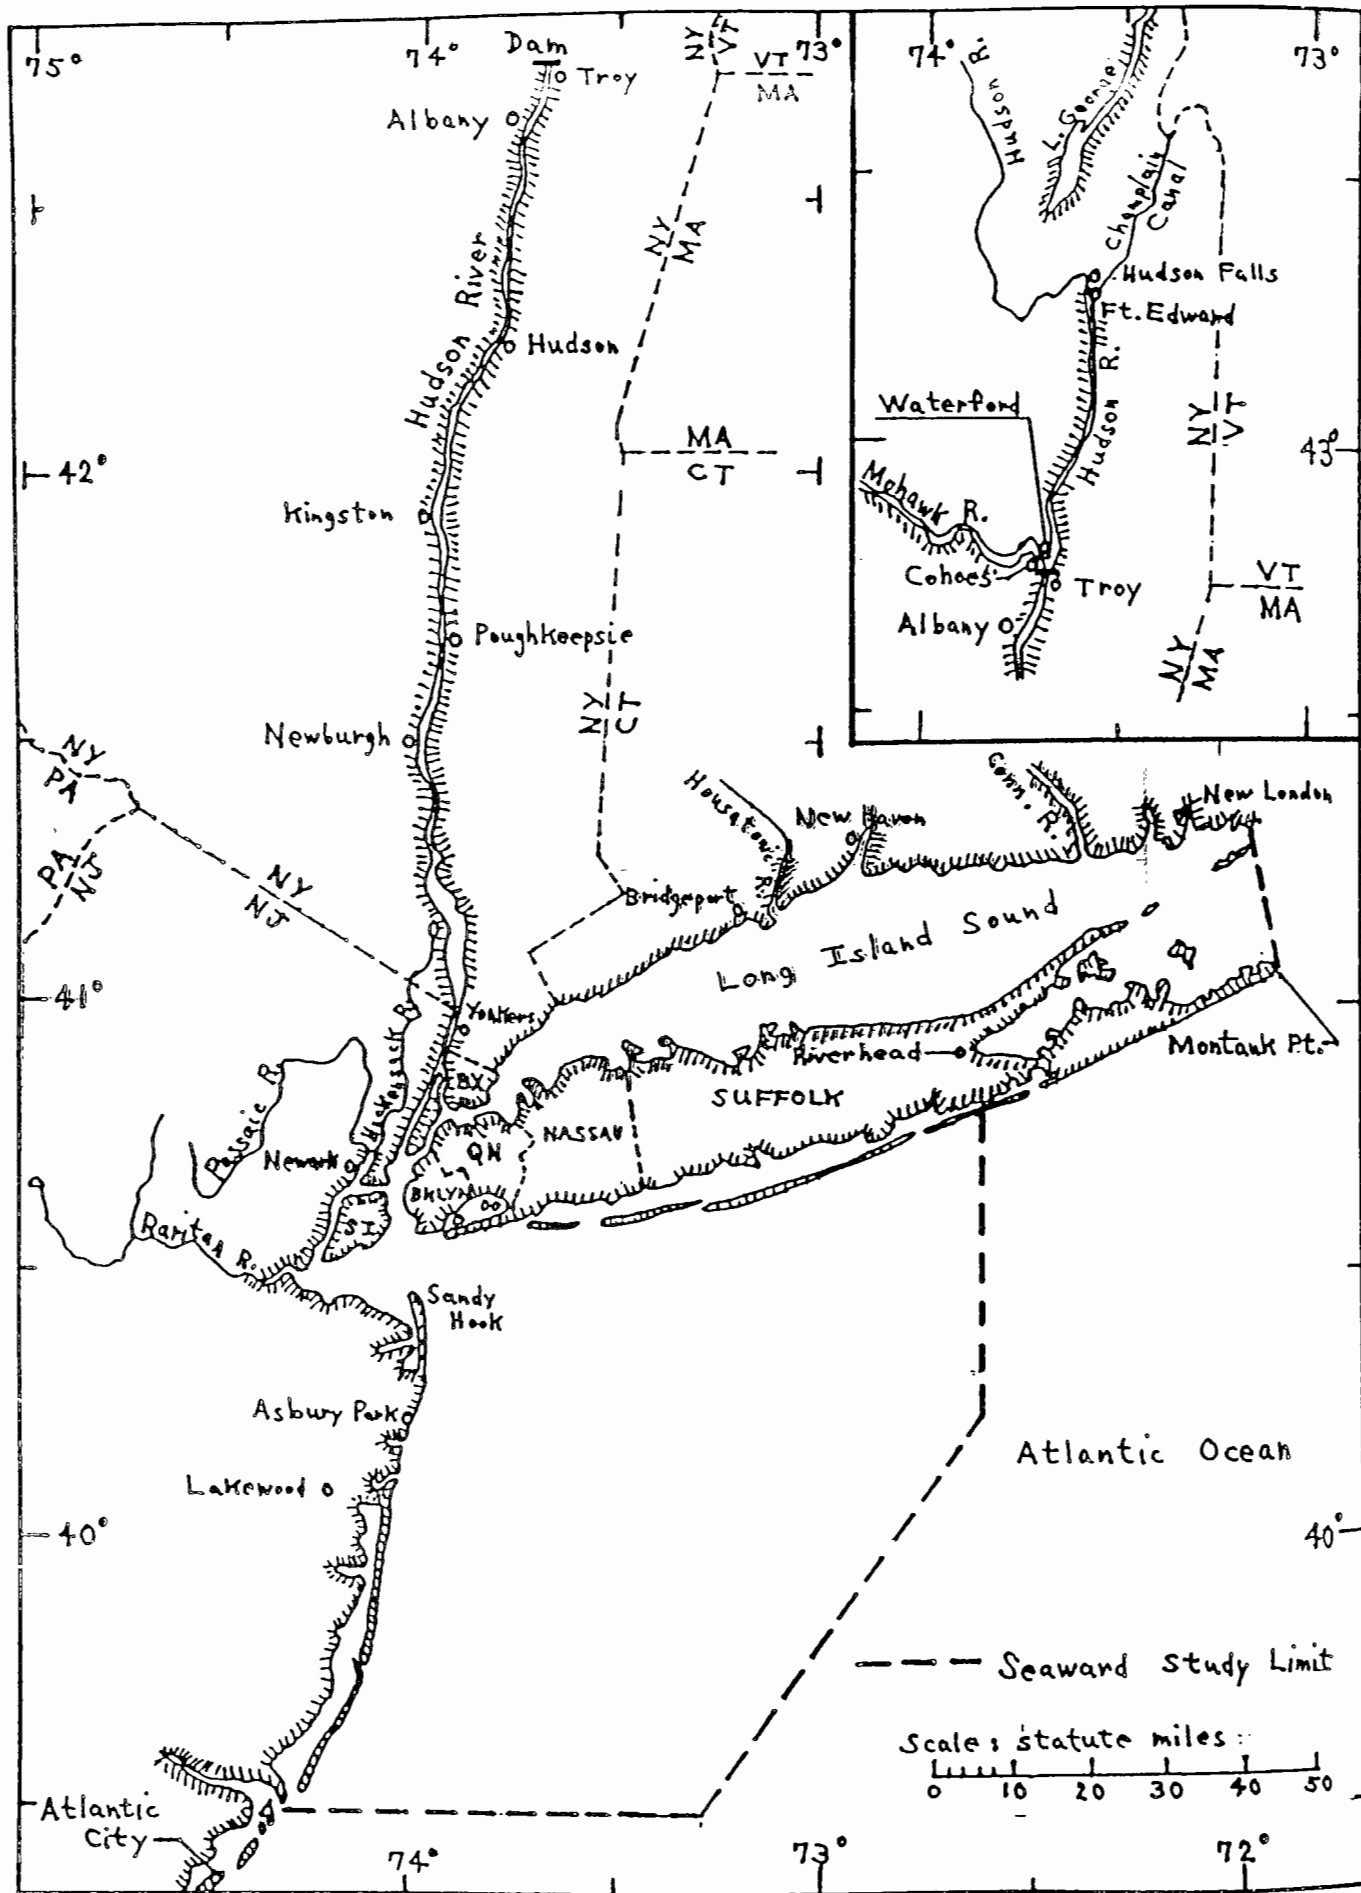 75°
74°
Dam
Troy
NY
VT
VT
MA
73°
Albany
NY
MA
Hudson River
Hudson
MA
CT
42°
Kingston
Poughkeepsie
NY
CT
Newburgh
NY
PA
PA
NJ
NY
NJ
74°
73°
Hudson R.
L. George
Champlain
Canal
Hudson Falls
Ft. Edward
Hudson R.
Waterford
NY
VT
43°
Mohawk R.
Cohoes
Troy
VT
MA
Albany
NY
MA
Housatonic R.
New Haven
Conn. R.
New London
Bridgeport
Long Island Sound
41°
Yonkers
Hackensack R.
Passaic R.
Riverhead
Montauk Pt.
BX
SUFFOLK
NASSAU
QN
Newark
BKLYN
SI
Raritan R.
Sandy
Hook
Asbury Park
Atlantic Ocean
Lakewood
40°
40°
Seaward Study Limit
Scale: statute miles
0 10 20 30 40 50
Atlantic
City
74°
73°
72°